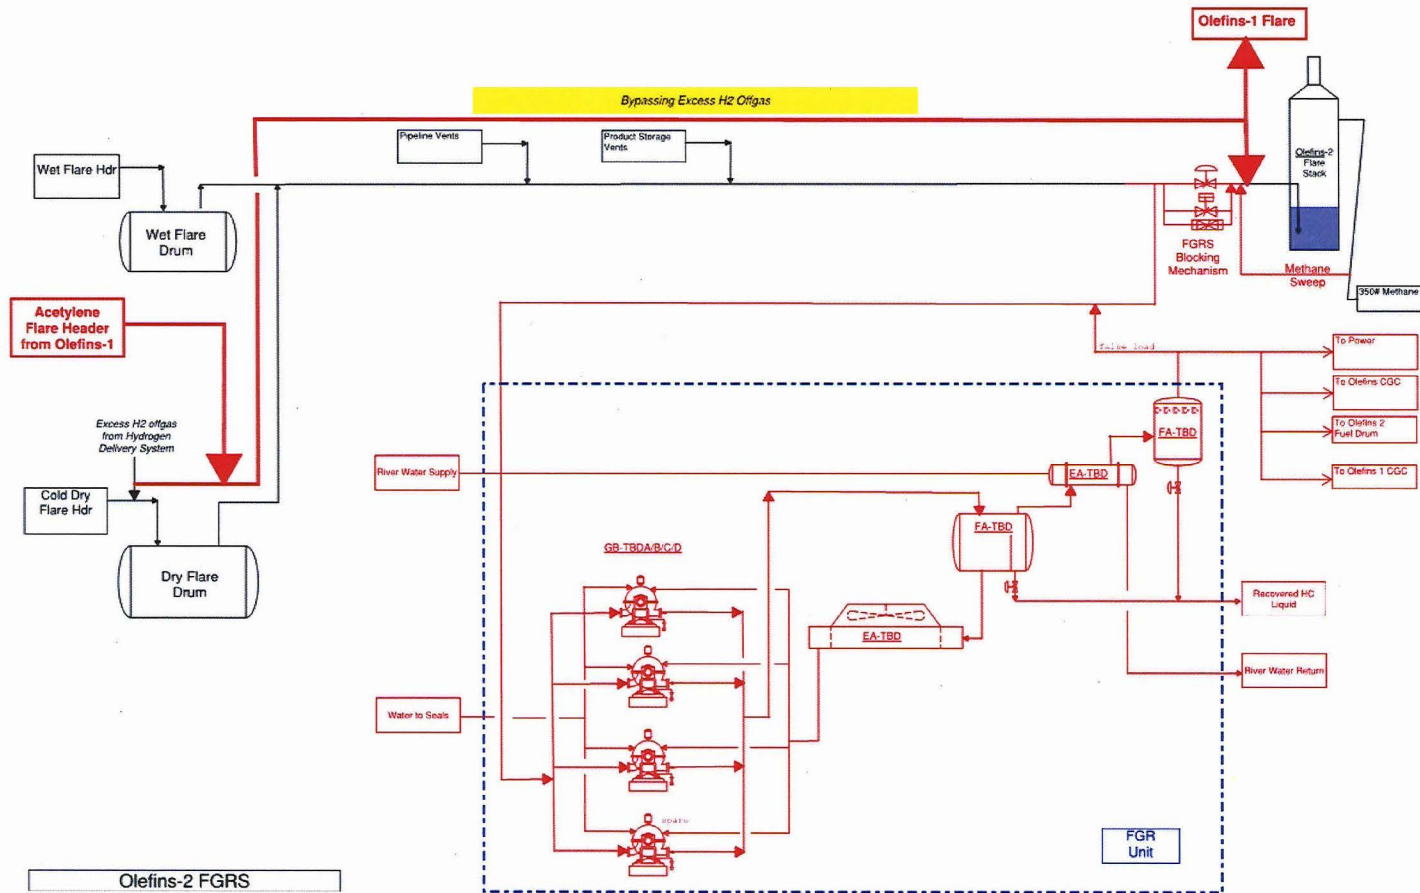 Olefins-1 Flare
Bypassing Excess H2 Offgas
Pipeline Vents
Product Storage
Vents
Wet Flare Hdr
Wet Flare
Drum
Olefins-2
Flare
Stack
FGRS
Blocking
Mechanism
Methane
Sweep
350# Methane
Acetylene
Flare Header
from Olefins-1
false load
To Power
To Olefins CGC
To Olefins 2
Fuel Drum
To Olefins 1 CGC
Excess H2 offgas
from Hydrogen
Delivery System
Cold Dry
Flare Hdr
Dry Flare
Drum
River Water Supply
FA-TBD
EA-TBD
FA-TBD
GB-TBDA/B/C/D
EA-TBD
Recovered HC
Liquid
River Water Return
Water to Seals
spare
FGR
Unit
Olefins-2 FGRS